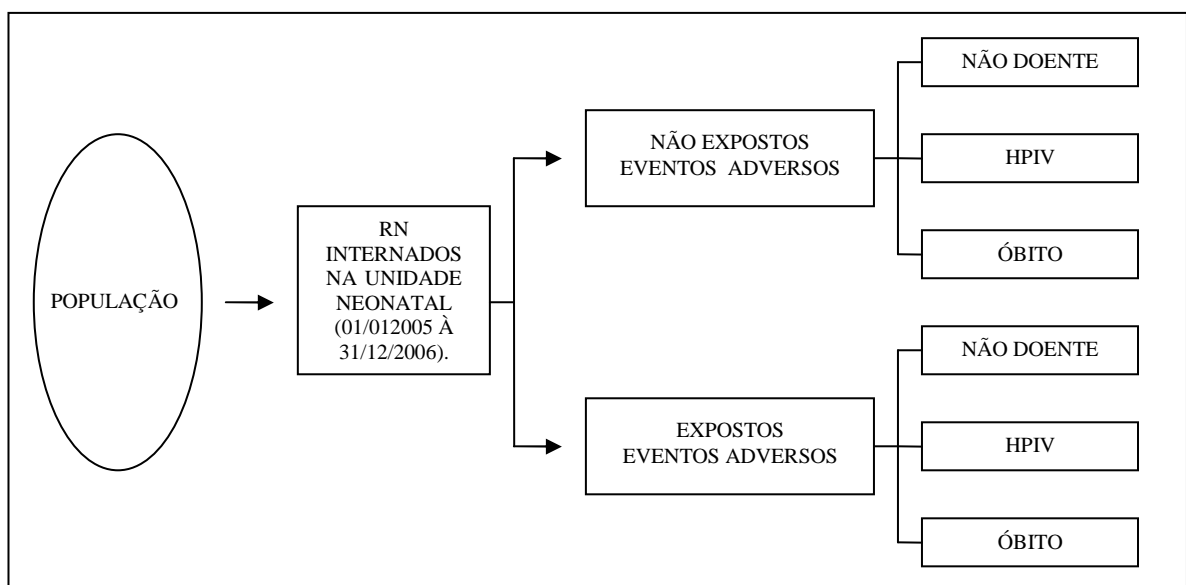 POPULAÇÃO
RN
INTERNADOS
NA UNIDADE
NEONATAL
(01/012005 À
31/12/2006).
NÃO EXPOSTOS
EVENTOS ADVERSOS
NÃO DOENTE
HPIV
ÓBITO
EXPOSTOS
EVENTOS ADVERSOS
NÃO DOENTE
HPIV
ÓBITO